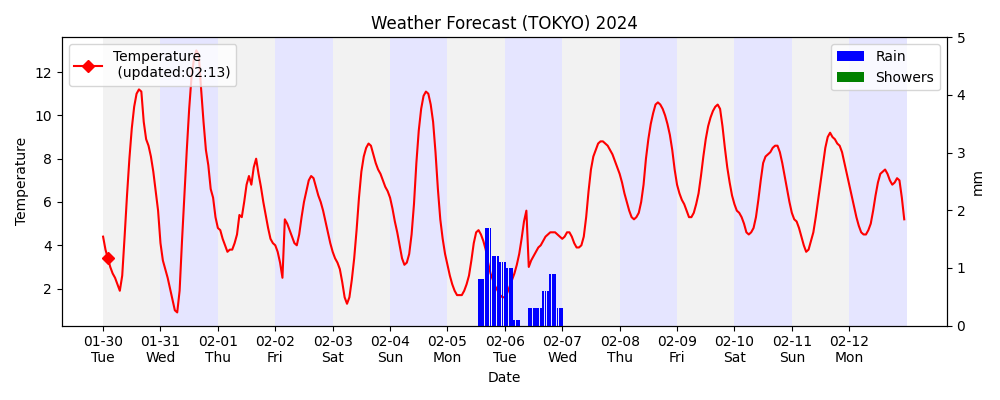 Weather Forecast (TOKYO) 2024
Temperature
(updated:02:13)
Rain
Showers
Temperature
12
10
8
6
4
2
5
4
3
2
1
0
mm
01-30 01-31 02-01 02-02 02-03 02-04 02-05 02-06 02-07 02-08 02-09 02-10 02-11 02-12
Tue Wed Thu Fri Sat Sun Mon Tue Wed Thu Fri Sat Sun Mon
Date